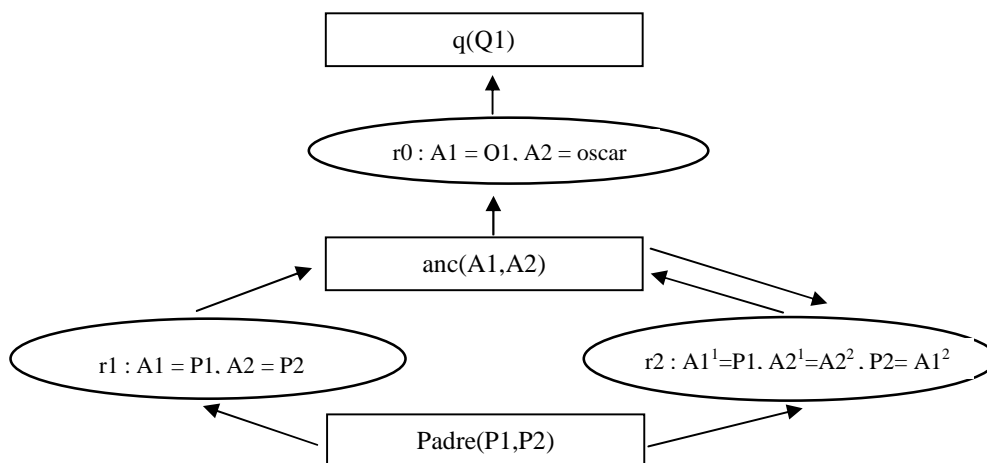 q(Q1)
r0 : A1 = Q1, A2 = oscar
anc(A1,A2)
r1 : A1 = P1, A2 = P2
r2 : A1¹=P1, A2¹=A2², P2= A1²
Padre(P1,P2)